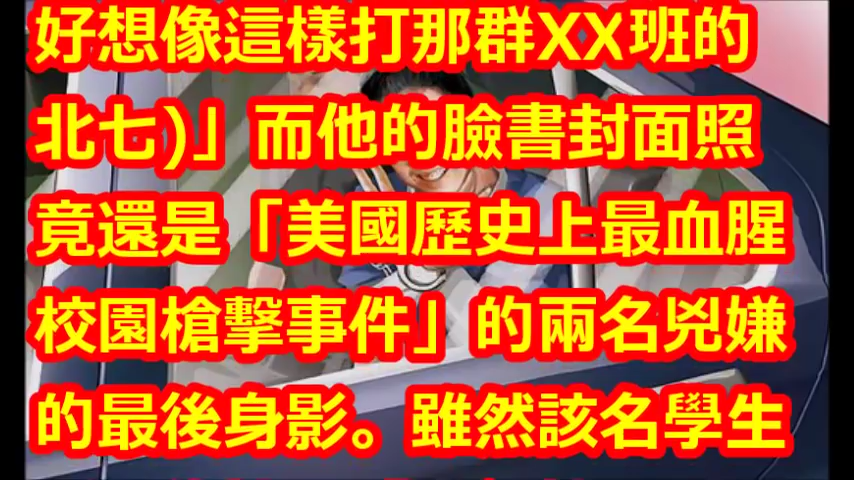 好想像這樣打那群XX班的
北七)」而他的臉書封面照
竟還是「美國歷史上最血腥
校園槍擊事件」的兩名兇嫌
的最後身影。雖然該名學生